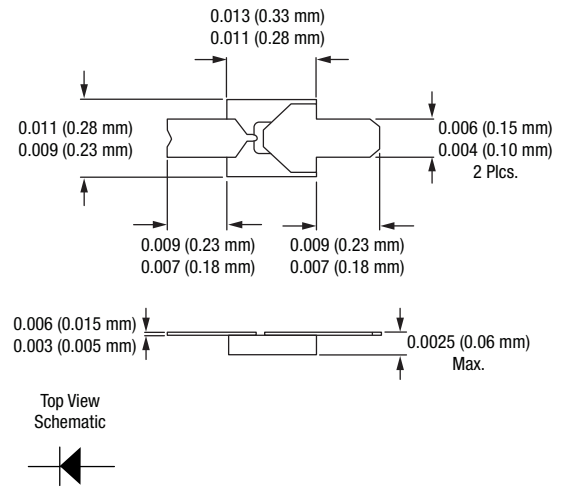 0.013 (0.33 mm)
0.011 (0.28 mm)
0.011 (0.28 mm)
0.009 (0.23 mm)
0.006 (0.15 mm)
0.004 (0.10 mm)
2 Plcs.
0.009 (0.23 mm)
0.007 (0.18 mm)
0.009 (0.23 mm)
0.007 (0.18 mm)
0.006 (0.015 mm)
0.003 (0.005 mm)
0.0025 (0.06 mm)
Max.
Top View
Schematic